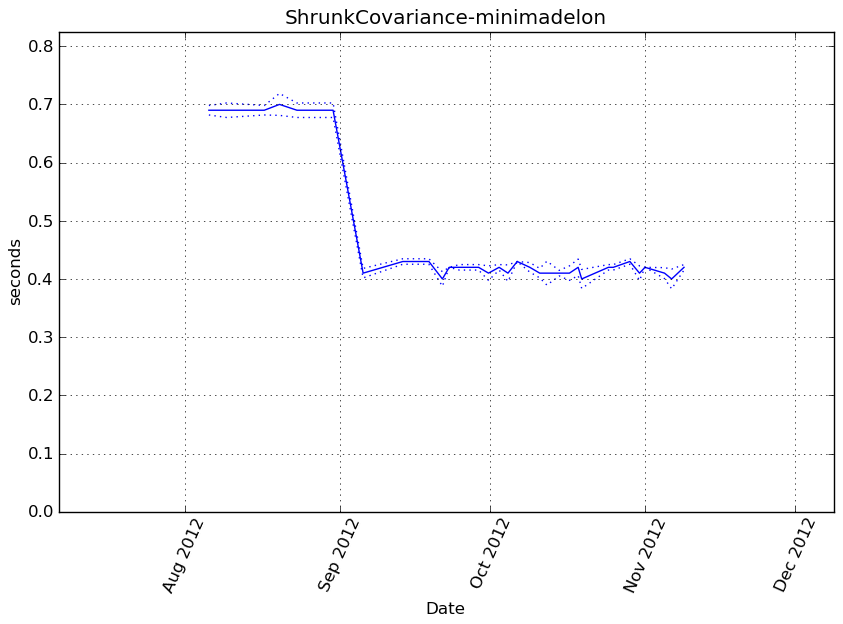 ShrunkCovariance-minimadelon
0.8
0.7
0.6
0.5
0.4
0.3
0.2
0.1
0.0
seconds
Aug 2012
Sep 2012
Oct 2012
Nov 2012
Dec 2012
Date